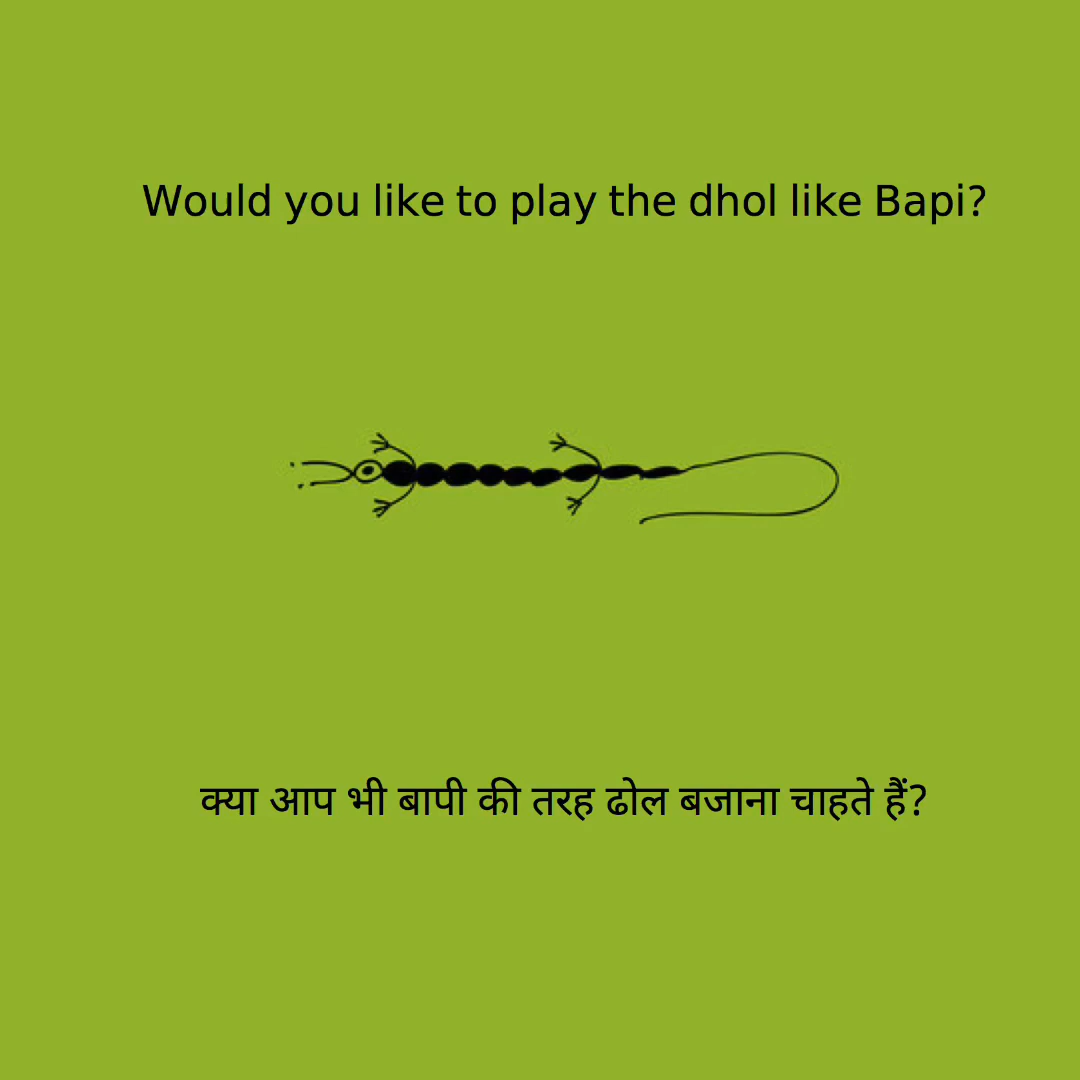 Would you like to play the dhol like Bapi?
क्या आप भी बापी की तरह ढोल बजाना चाहते हैं?